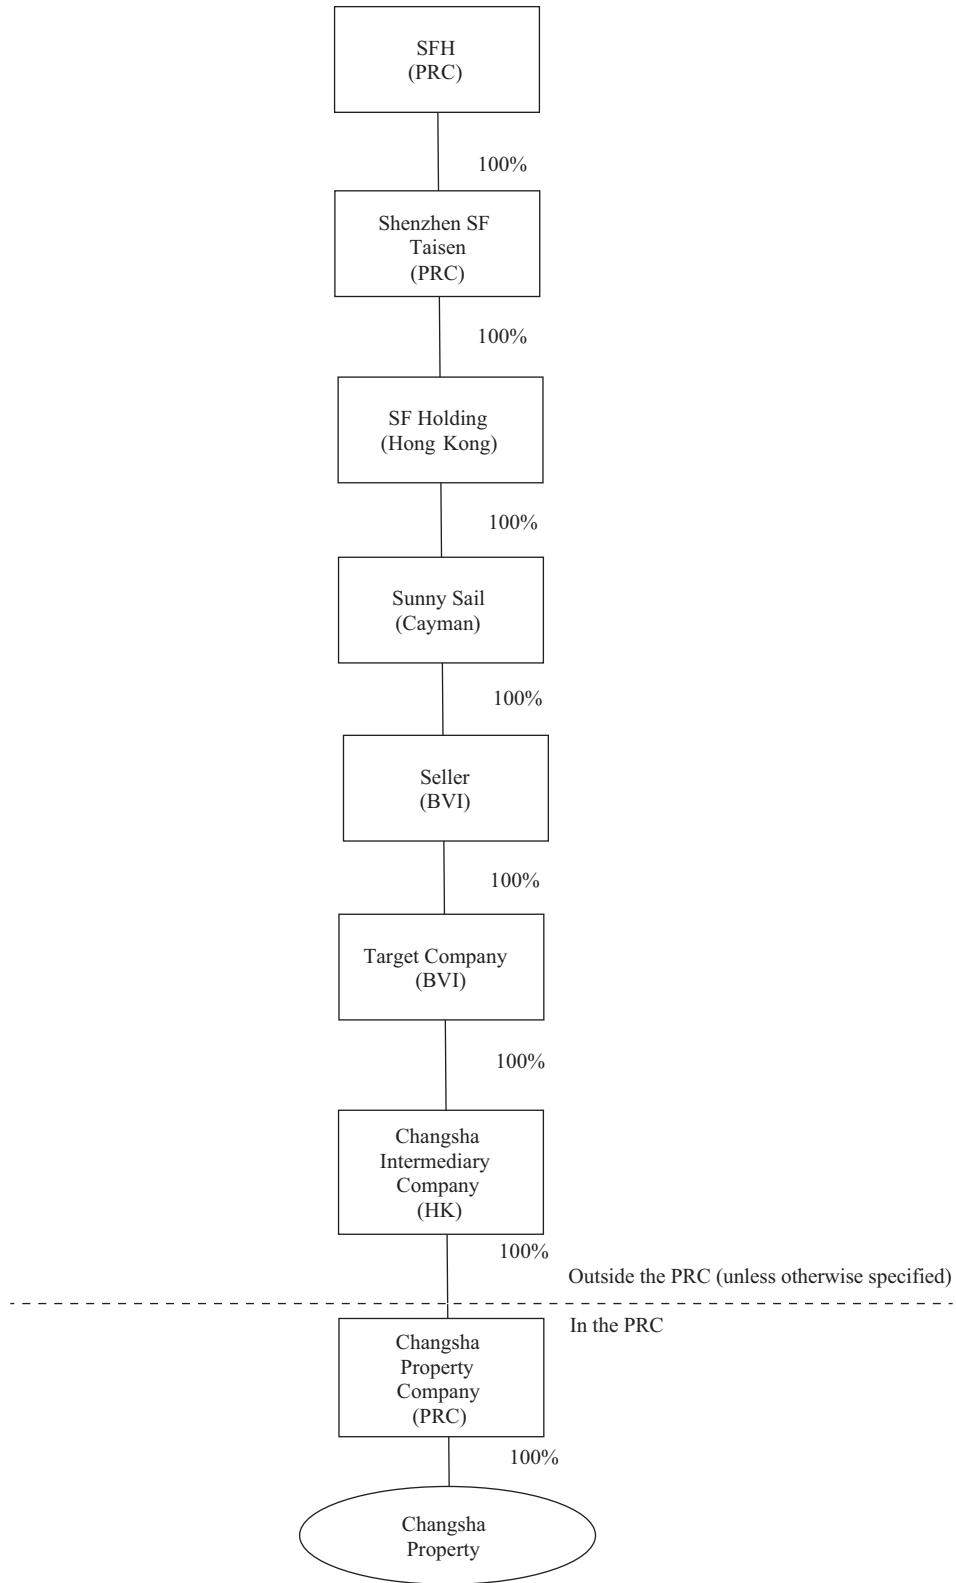 SFH
(PRC)
100%
Shenzhen SF
Taisen
(PRC)
100%
SF Holding
(Hong Kong)
100%
Sunny Sail
(Cayman)
100%
Seller
(BVI)
100%
Target Company
(BVI)
100%
Changsha
Intermediary
Company
(HK)
100%
Outside the PRC (unless otherwise specified)
In the PRC
Changsha
Property
Company
(PRC)
100%
Changsha
Property